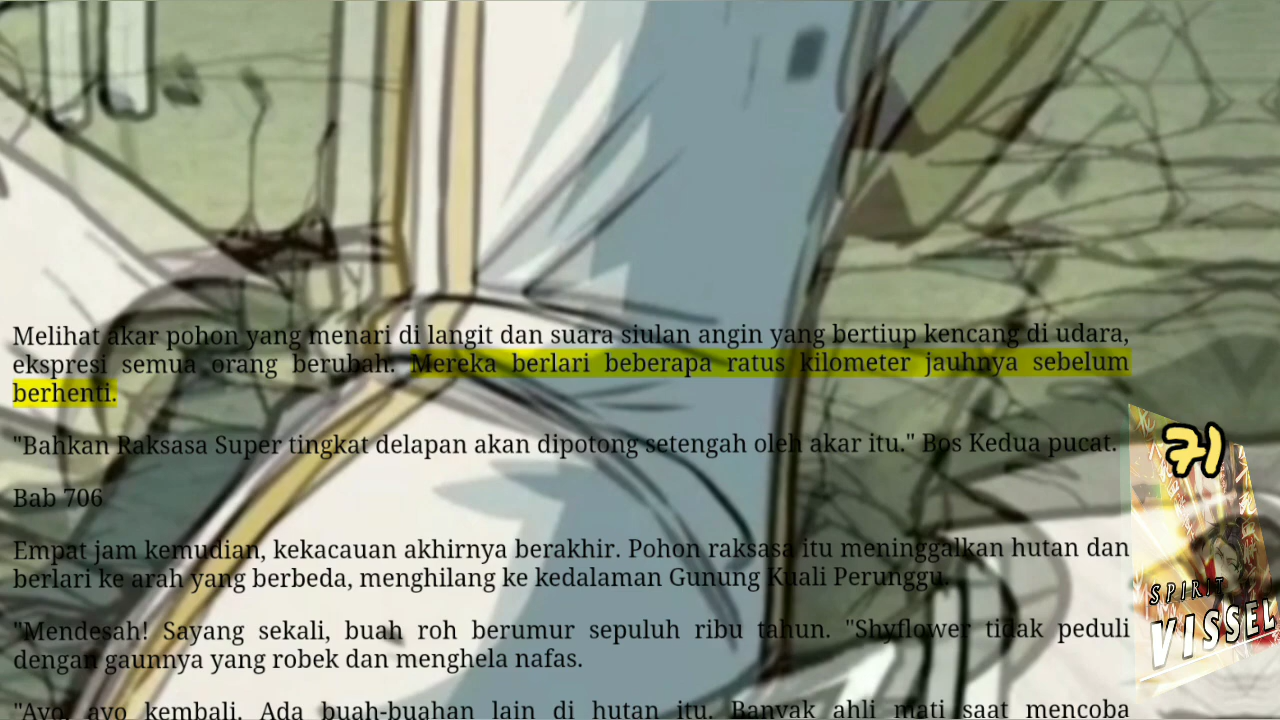 Melihat akar pohon yang menari di langit dan suara siulan angin yang bertiup kencang di udara,
ekspresi semua orang berubah. Mereka berlari beberapa ratus kilometer jauhnya sebelum
berhenti.
"Bahkan Raksasa Super tingkat delapan akan dipotong setengah oleh akar itu." Bos Kedua pucat.
Bab 706
Empat jam kemudian, kekacauan akhirnya berakhir. Pohon raksasa itu meninggalkan hutan dan
berlari ke arah yang berbeda, menghilang ke kedalaman Gunung Kuali Perunggu.
"Mendesah! Sayang sekali, buah roh berumur sepuluh ribu tahun. "Shyflower tidak peduli
dengan gaunnya yang robek dan menghela nafas.
"Ayo, ayo kembali. Ada buah-buahan lain di hutan itu. Banyak ahli mati saat mencoba
71
SPIRIT
VISSEL